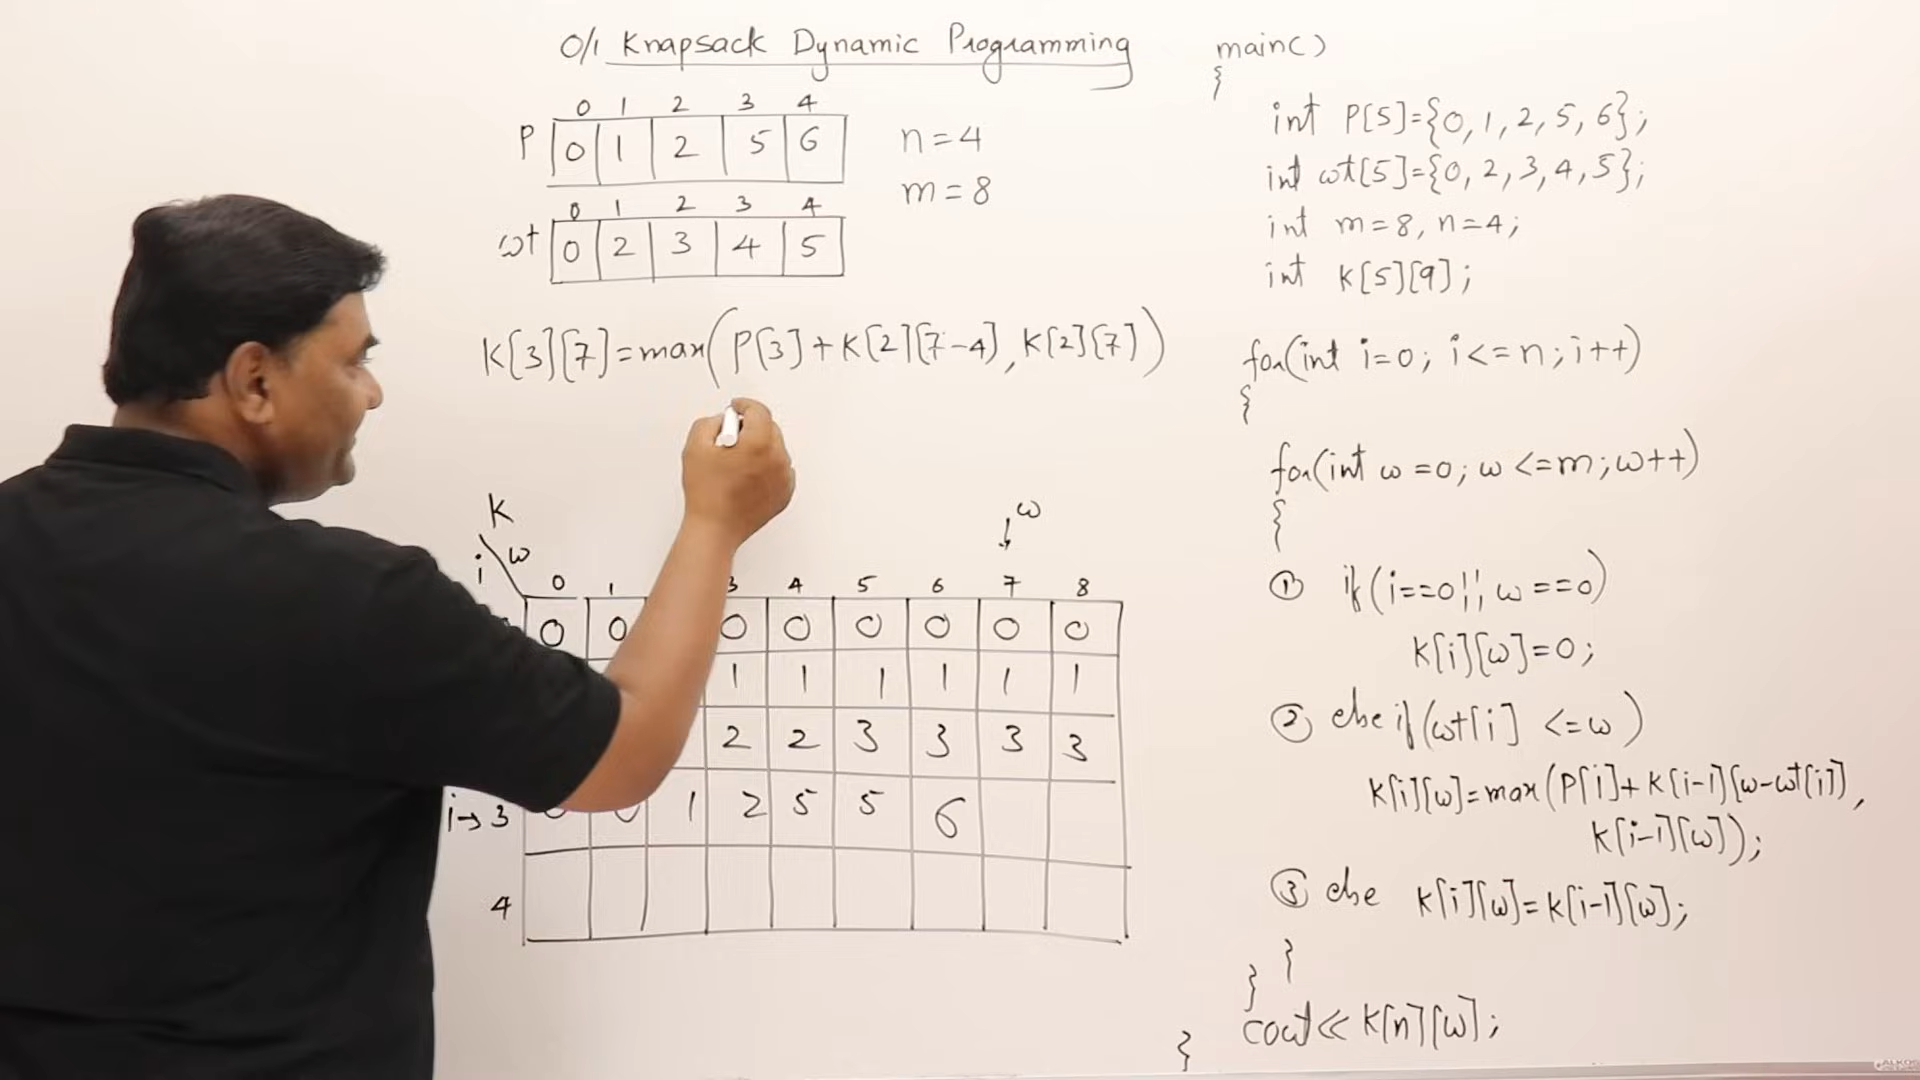 0/1 Knapsack Dynamic Programming
0 1 2 3 4
P 0 1 2 5 6
n=4
m=8
0 1 2 3 4
wt 0 2 3 4 5
K[3][7]=max(P[3]+K[2][7-4], K[2][7])
K
i w
w
0 1 3 4 5 6 7 8
0 0 0 0 0 0 0 0
1 1 1 1 1 1
2 2 3 3 3 3
i→3 1 2 5 5 6
4
main()
{
int P[5]={0,1,2,5,6};
int wt[5]={0,2,3,4,5};
int m=8, n=4;
int K[5][9];
for(int i=0; i<=n; i++)
{
for(int w=0; w<=m; w++)
{
① if(i==0||w==0)
K[i][w]=0;
② else if(wt[i] <=w)
K[i][w]=max(P[i]+K[i-1][w-wt[i]],
K[i-1][w]);
③ else K[i][w]=K[i-1][w];
}
}
cout<<K[n][w];
}